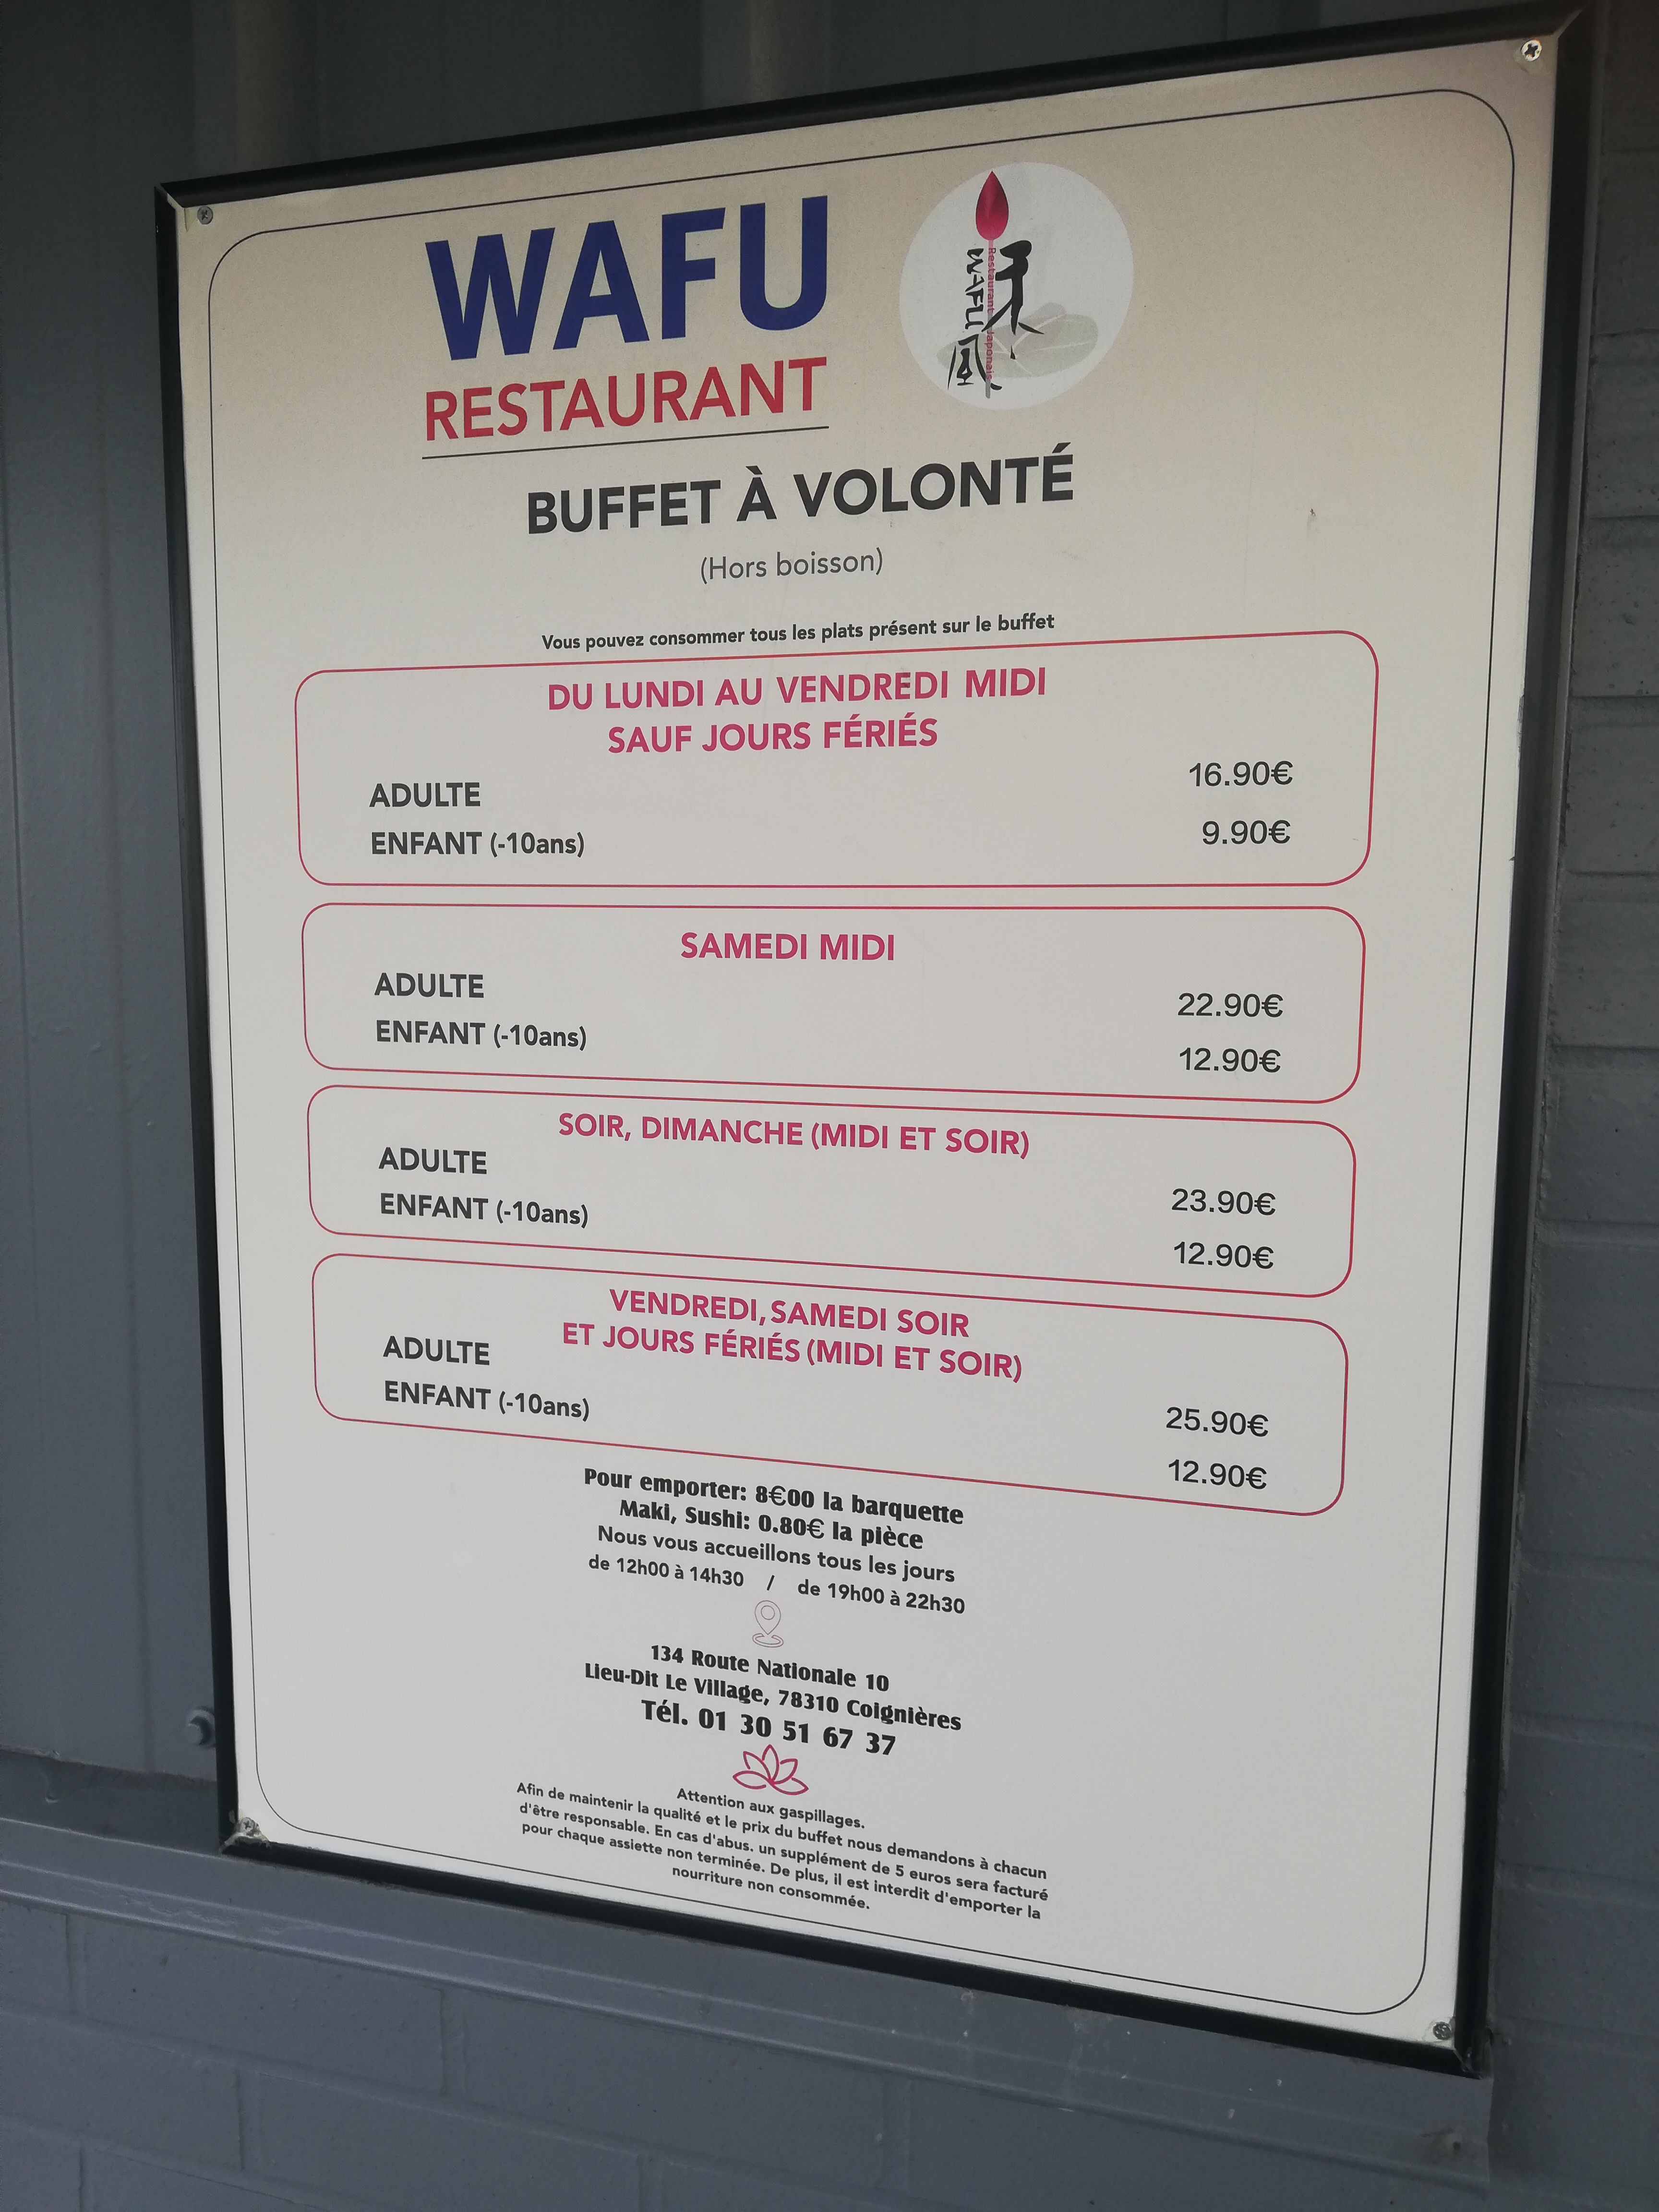 WAFU
RESTAURANT
WAFU
Restaurant Japonais
禾風
BUFFET À VOLONTÉ
(Hors boisson)
Vous pouvez consommer tous les plats présent sur le buffet
DU LUNDI AU VENDREDI MIDI
SAUF JOURS FÉRIÉS
ADULTE 16.90€
ENFANT (-10ans) 9.90€
SAMEDI MIDI
ADULTE 22.90€
ENFANT (-10ans) 12.90€
SOIR, DIMANCHE (MIDI ET SOIR)
ADULTE 23.90€
ENFANT (-10ans) 12.90€
VENDREDI, SAMEDI SOIR
ET JOURS FÉRIÉS (MIDI ET SOIR)
ADULTE 25.90€
ENFANT (-10ans) 12.90€
Pour emporter: 8€00 la barquette
Maki, Sushi: 0.80€ la pièce
Nous vous accueillons tous les jours
de 12h00 à 14h30 / de 19h00 à 22h30
134 Route Nationale 10
Lieu-Dit Le Village, 78310 Coignières
Tél. 01 30 51 67 37
Attention aux gaspillages.
Afin de maintenir la qualité et le prix du buffet nous demandons à chacun
d'être responsable. En cas d'abus. un supplément de 5 euros sera facturé
pour chaque assiette non terminée. De plus, il est interdit d'emporter la
nourriture non consommée.